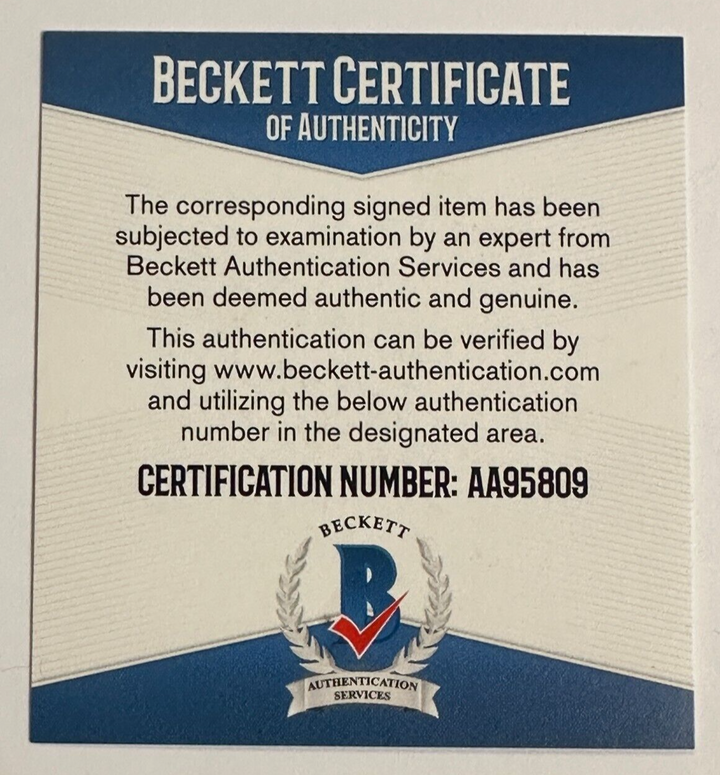 BECKETT CERTIFICATE
OF AUTHENTICITY
The corresponding signed item has been
subjected to examination by an expert from
Beckett Authentication Services and has
been deemed authentic and genuine.
This authentication can be verified by
visiting www.beckett-authentication.com
and utilizing the below authentication
number in the designated area.
CERTIFICATION NUMBER: AA95809
BECKETT
B
AUTHENTICATION
SERVICES